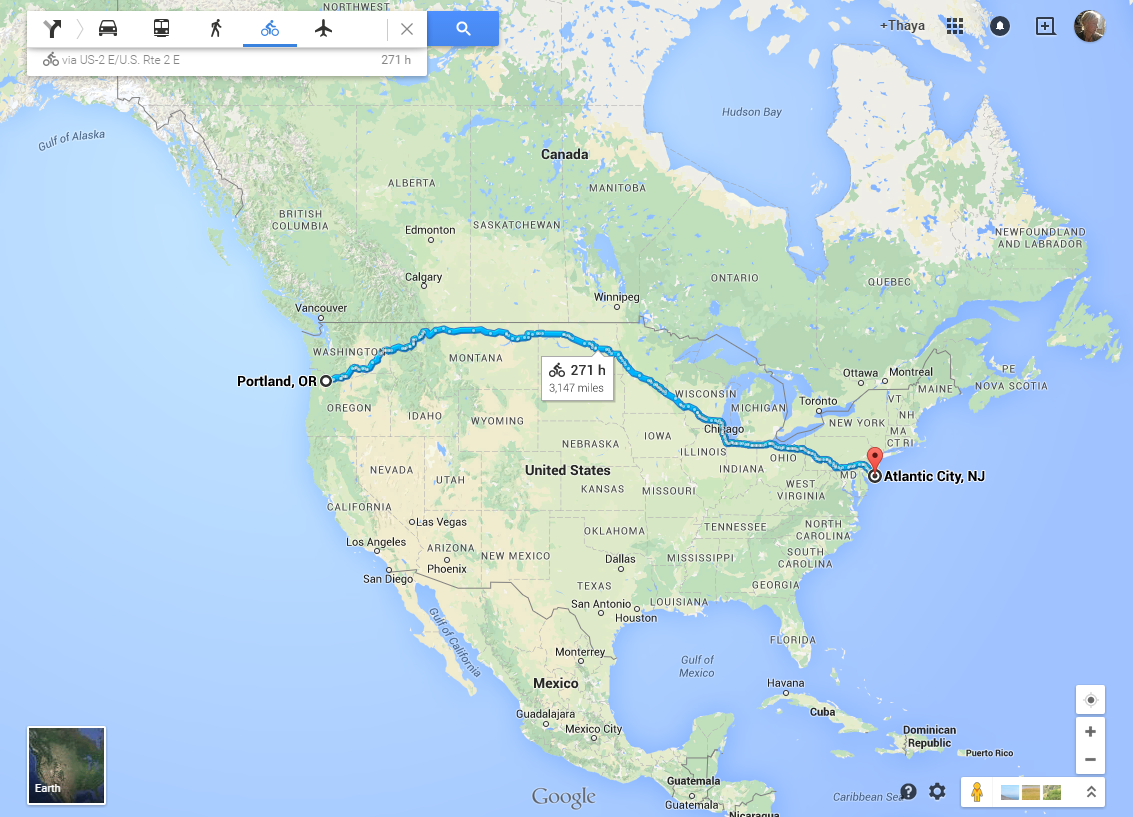 NORTHWEST
+Thaya
via US-2 E/U.S. Rte 2 E 271 h
Hudson Bay
Gulf of Alaska
Canada
ALBERTA
MANITOBA
BRITISH
COLUMBIA
SASKATCHEWAN
Edmonton
NEWFOUNDLAND
AND LABRADOR
Calgary
ONTARIO
QUEBEC
Winnipeg
Vancouver
WASHINGTON
MONTANA
271 h
3,147 miles
Portland, OR
Ottawa
Montreal
PE
NOVA SCOTIA
MAINE
OREGON
IDAHO
WYOMING
WISCONSIN
MICHIGAN
Toronto
VT
NH
NEW YORK
MA
CT RI
Chicago
IOWA
NEBRASKA
ILLINOIS
INDIANA
OHIO
NEVADA
UTAH
United States
KANSAS
MISSOURI
WEST
VIRGINIA
MD
Atlantic City, NJ
CALIFORNIA
Las Vegas
OKLAHOMA
TENNESSEE
NORTH
CAROLINA
Los Angeles
ARIZONA
NEW MEXICO
Phoenix
Dallas
MISSISSIPPI
SOUTH
CAROLINA
San Diego
TEXAS
GEORGIA
San Antonio
LOUISIANA
Houston
Gulf of California
FLORIDA
Monterrey
Gulf of
Mexico
Mexico
Havana
Cuba
Guadalajara
Mexico City
Dominican
Republic
Puerto Rico
Earth
Guatemala
Google
Guatemala
Caribbean Sea
Nicaragua